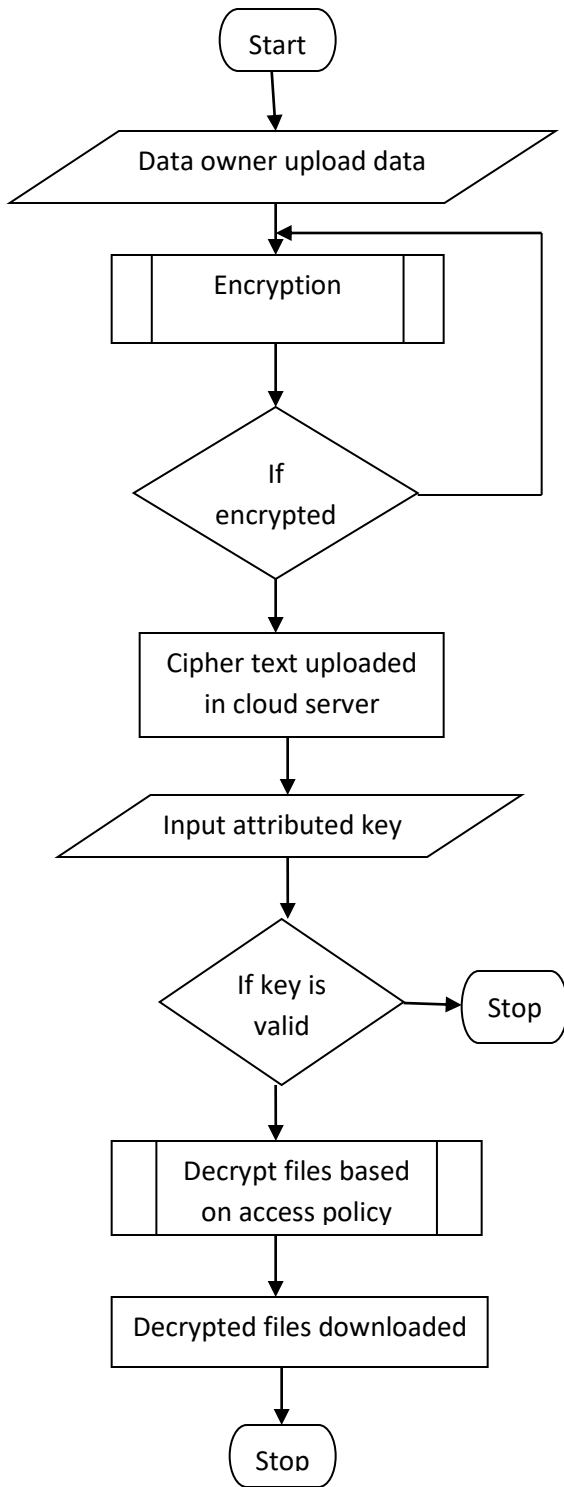 Start
Data owner upload data
Encryption
If
encrypted
Cipher text uploaded
in cloud server
Input attributed key
If key is
valid
Stop
Decrypt files based
on access policy
Decrypted files downloaded
Stop